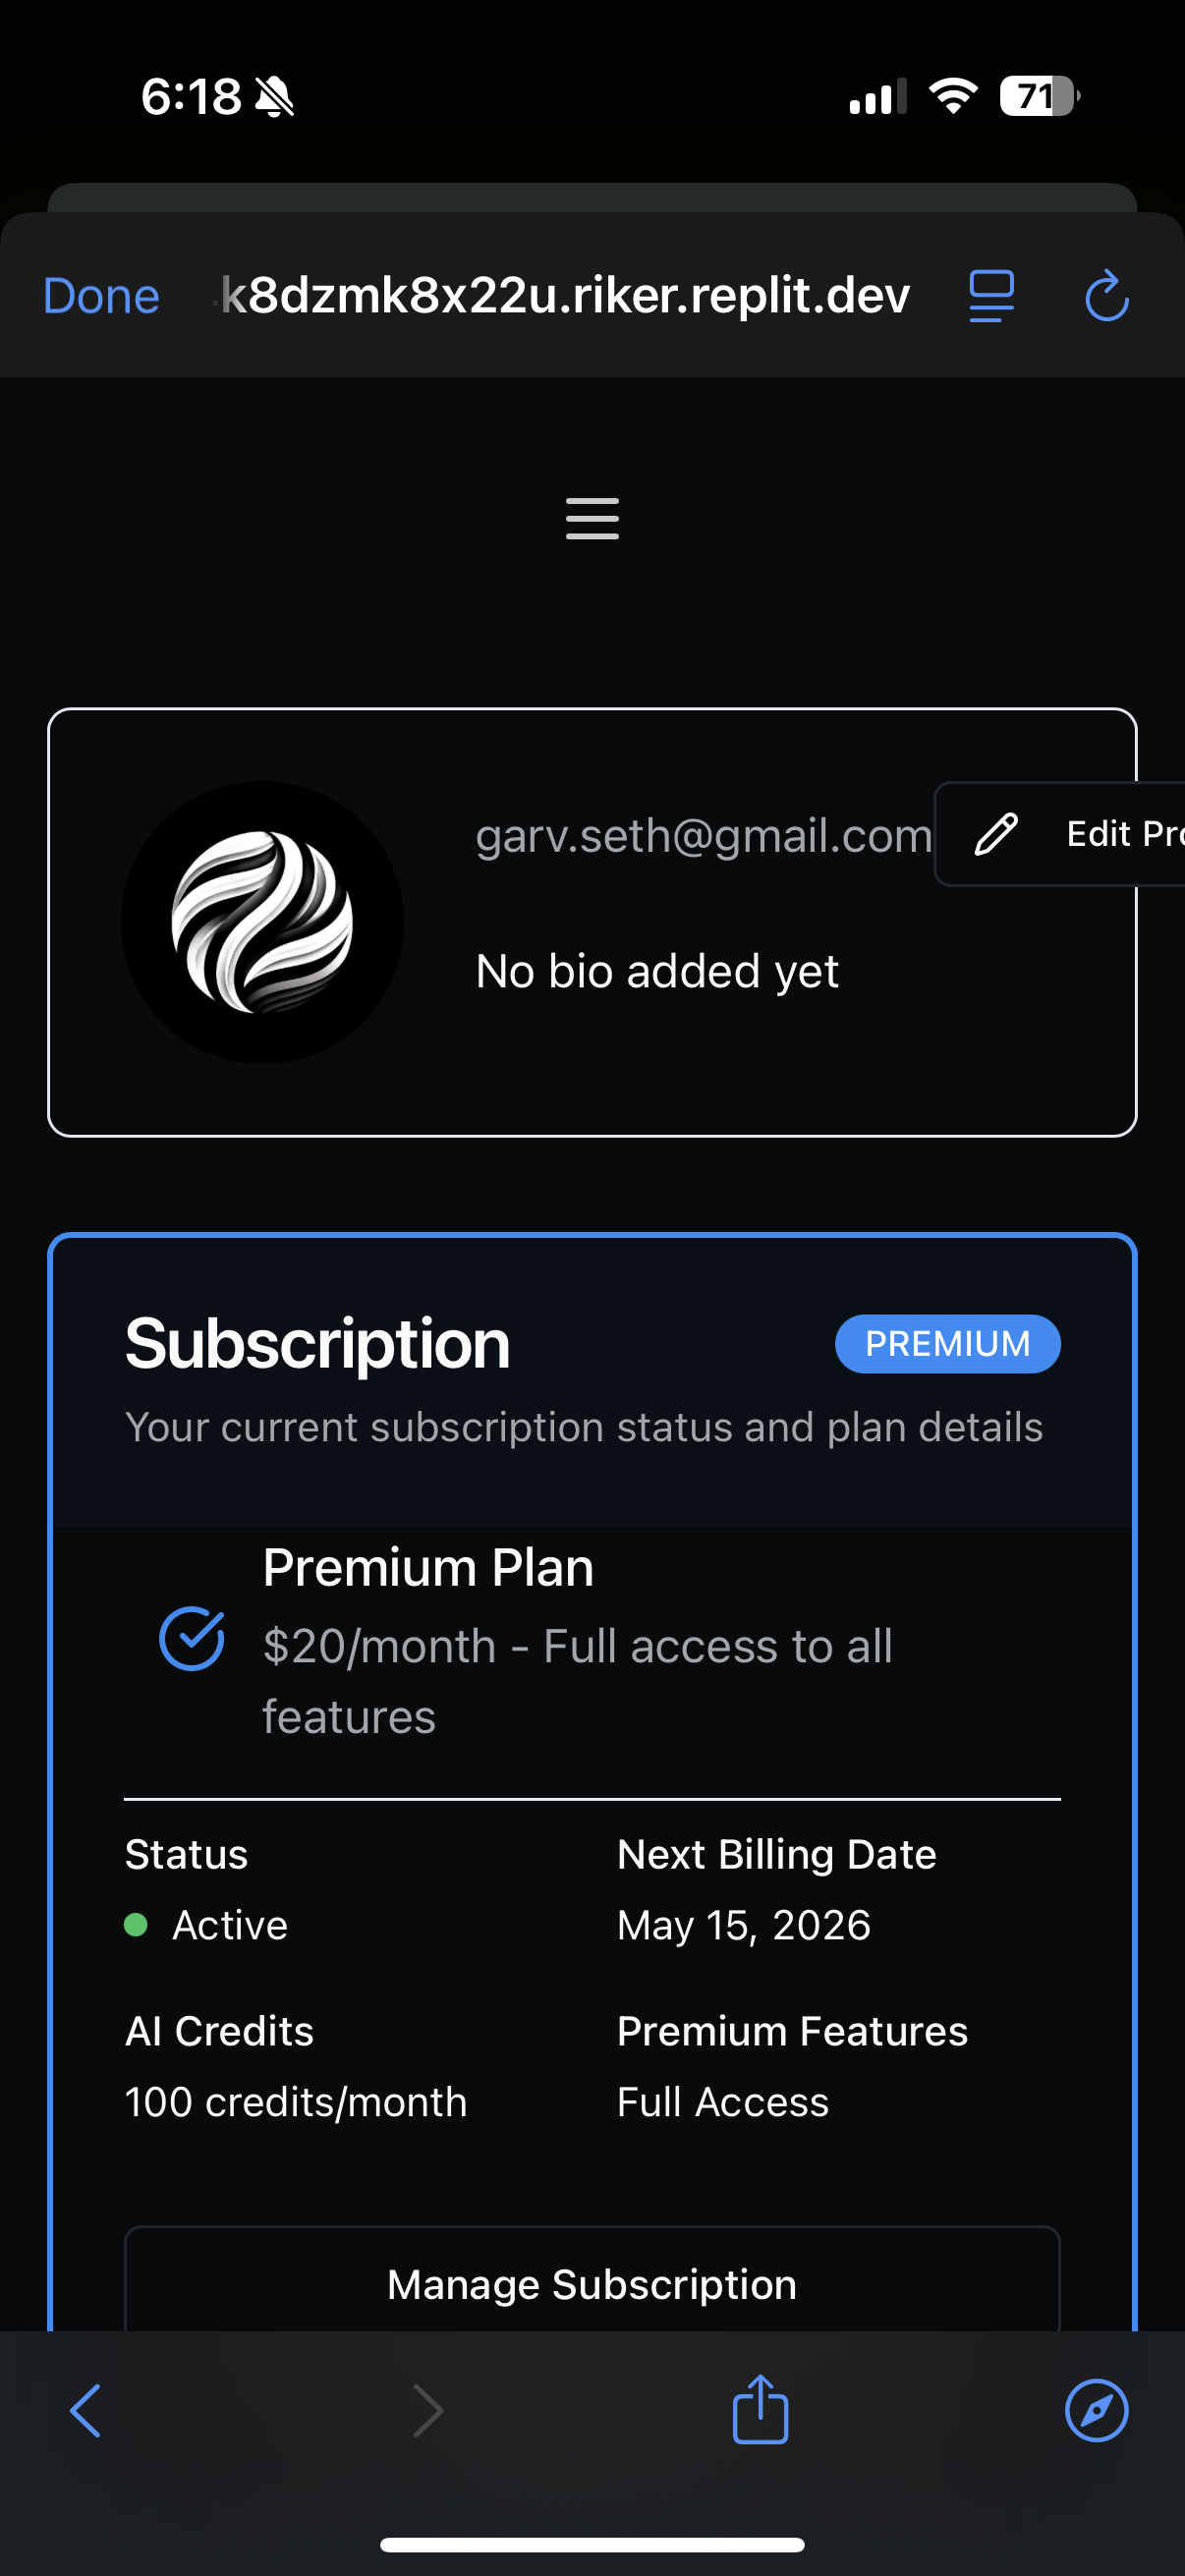 6:18
71
Done
k8dzmk8x22u.riker.replit.dev
garv.seth@gmail.com
Edit Pro
No bio added yet
Subscription
PREMIUM
Your current subscription status and plan details
Premium Plan
$20/month - Full access to all
features
Status
Next Billing Date
Active
May 15, 2026
AI Credits
Premium Features
100 credits/month
Full Access
Manage Subscription